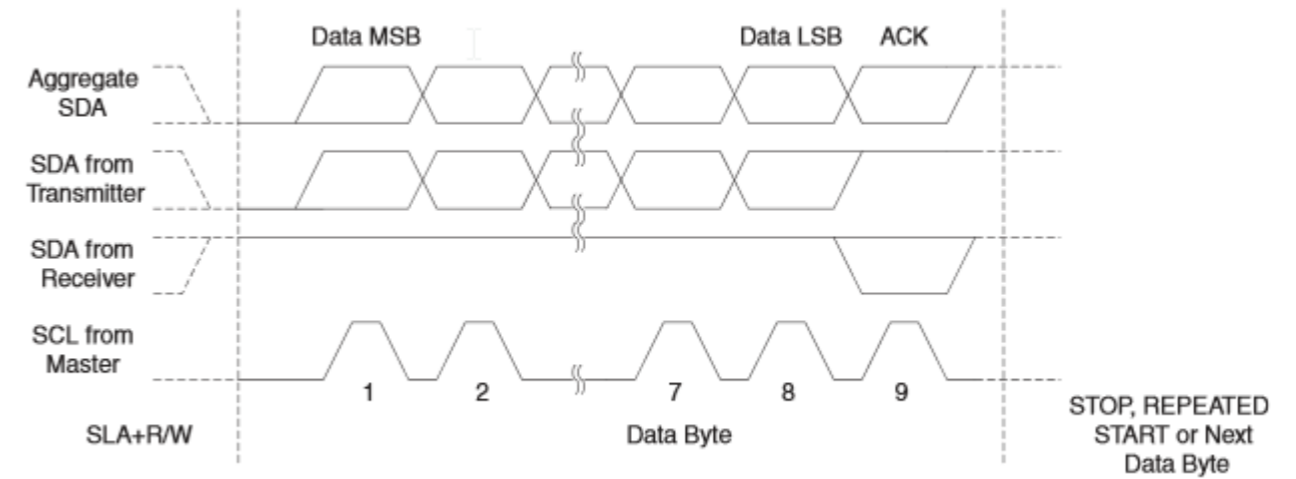 Data MSB
Data LSB
ACK
Aggregate
SDA
SDA from
Transmitter
SDA from
Receiver
SCL from
Master
1
2
7
8
9
SLA+R/W
Data Byte
STOP, REPEATED
START or Next
Data Byte